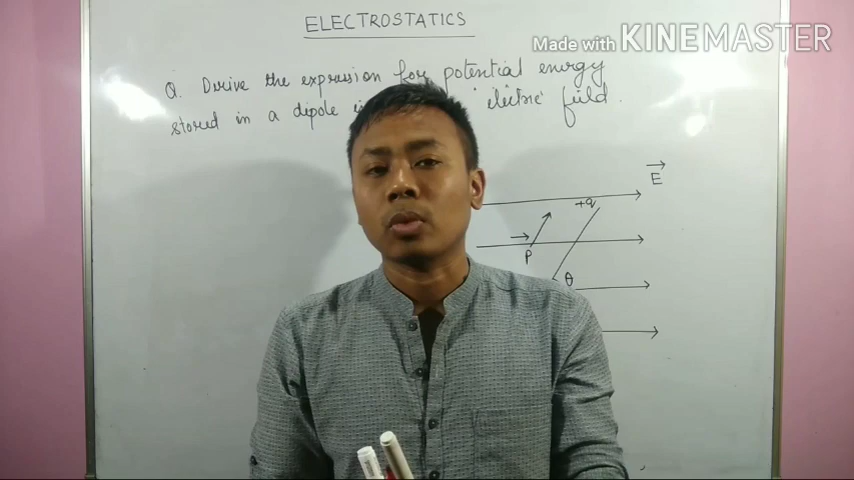 ELECTROSTATICS
Made with KINEMASTER
Q. Derive the expression for potential energy
stored in a dipole electric field.
E
+q
P
θ